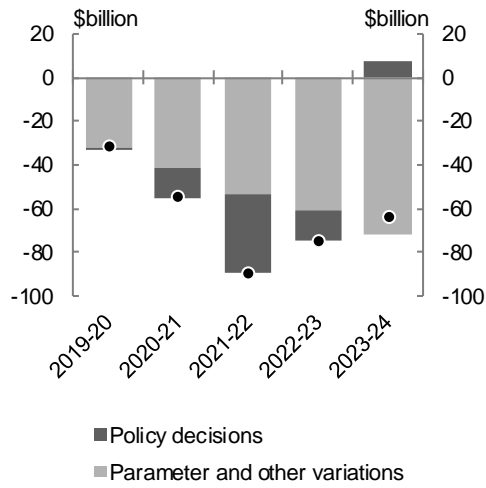 $billion $billion
20 20
0 0
-20 -20
-40 -40
-60 -60
-80 -80
-100 -100
2019-20 2020-21 2021-22 2022-23 2023-24
Policy decisions
Parameter and other variations